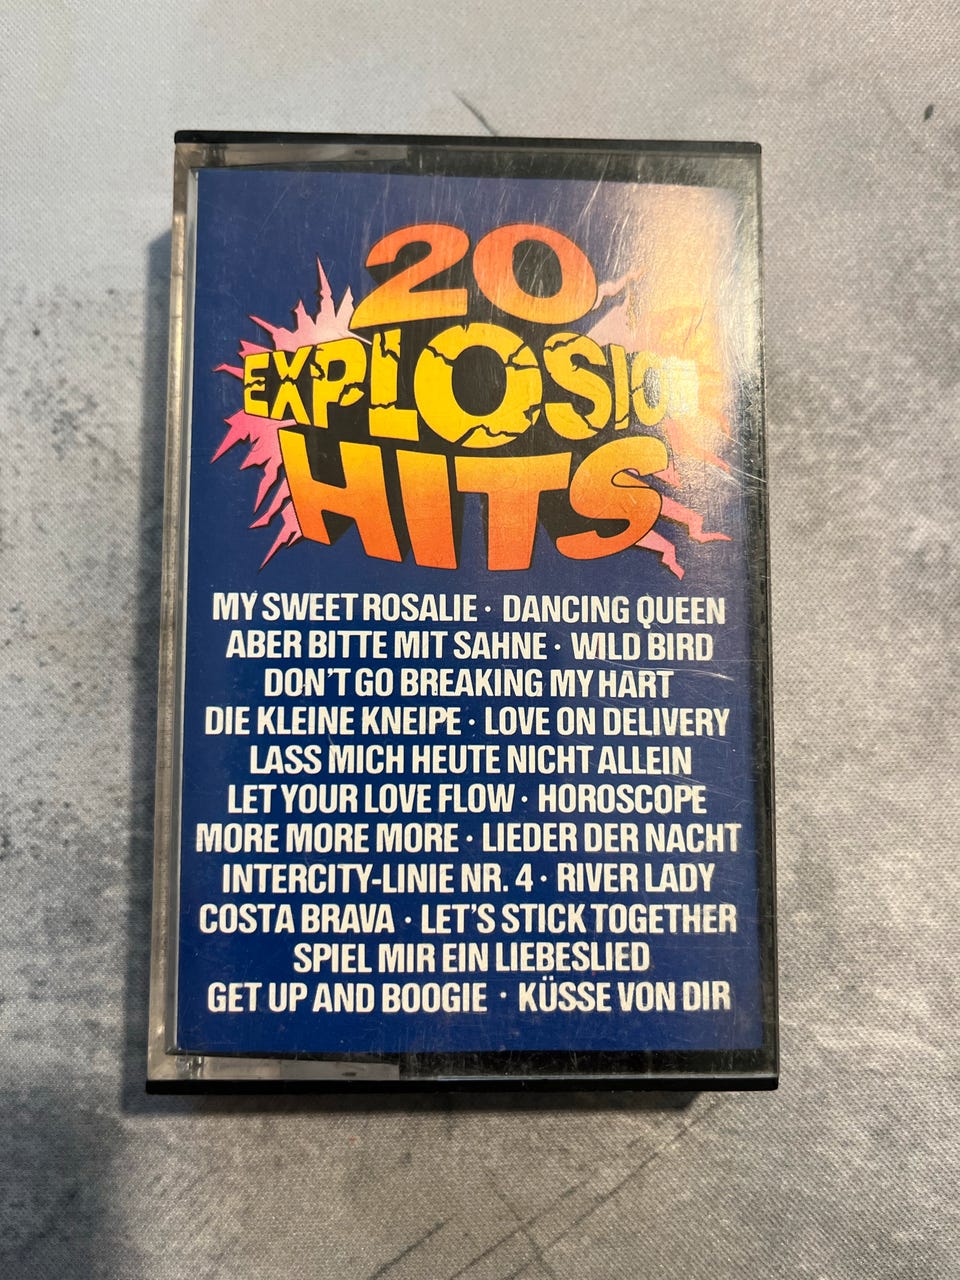 20
EXPLOSION
HITS
MY SWEET ROSALIE · DANCING QUEEN
ABER BITTE MIT SAHNE · WILD BIRD
DON'T GO BREAKING MY HART
DIE KLEINE KNEIPE · LOVE ON DELIVERY
LASS MICH HEUTE NICHT ALLEIN
LET YOUR LOVE FLOW · HOROSCOPE
MORE MORE MORE · LIEDER DER NACHT
INTERCITY-LINIE NR. 4 · RIVER LADY
COSTA BRAVA · LET'S STICK TOGETHER
SPIEL MIR EIN LIEBESLIED
GET UP AND BOOGIE · KÜSSE VON DIR